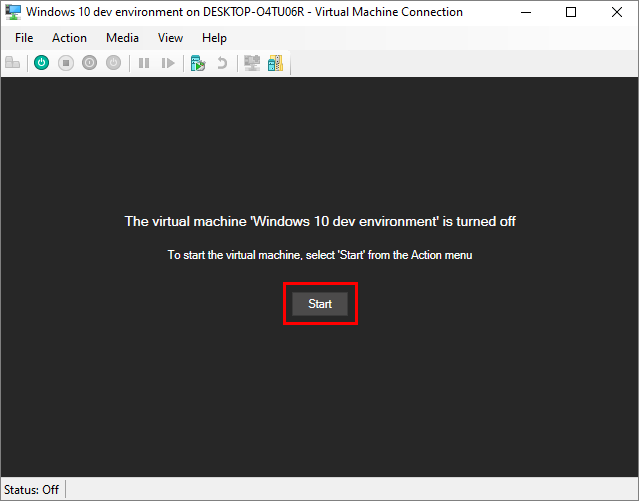 Windows 10 dev environment on DESKTOP-O4TU06R - Virtual Machine Connection
File Action Media View Help
The virtual machine 'Windows 10 dev environment' is turned off
To start the virtual machine, select 'Start' from the Action menu
Start
Status: Off